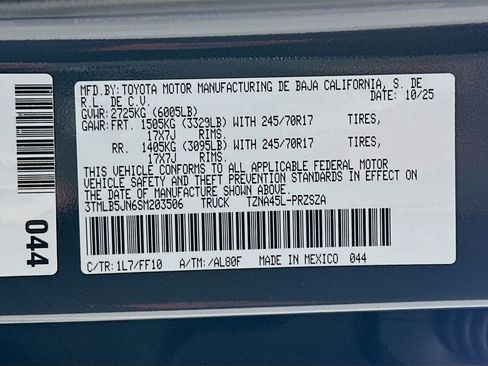 MFD.BY:TOYOTA MOTOR MANUFACTURING DE BAJA CALIFORNIA, S. DE
R.L. DE C.V. DATE: 10/25
GVWR: 2725KG (6005LB)
GAWR: FRT. 1505KG (3329LB) WITH 245/70R17 TIRES,
17X7J RIMS.
RR. 1405KG (3095LB) WITH 245/70R17 TIRES,
17X7J RIMS.
THIS VEHICLE CONFORMS TO ALL APPLICABLE FEDERAL MOTOR
VEHICLE SAFETY AND THEFT PREVENTION STANDARDS IN EFFECT ON
THE DATE OF MANUFACTURE SHOWN ABOVE.
3TMLB5JN6SM203506 TRUCK TZNA45L-PRZSZA
C/TR: 1L7/FF10 A/TM: /AL80F MADE IN MEXICO 044
044